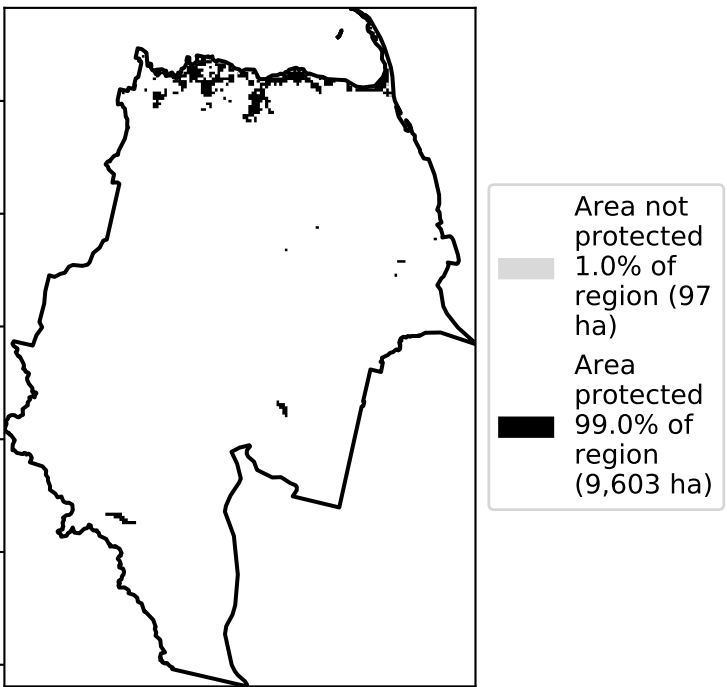 Area not
protected
1.0% of
region (97
ha)
Area
protected
99.0% of
region
(9,603 ha)